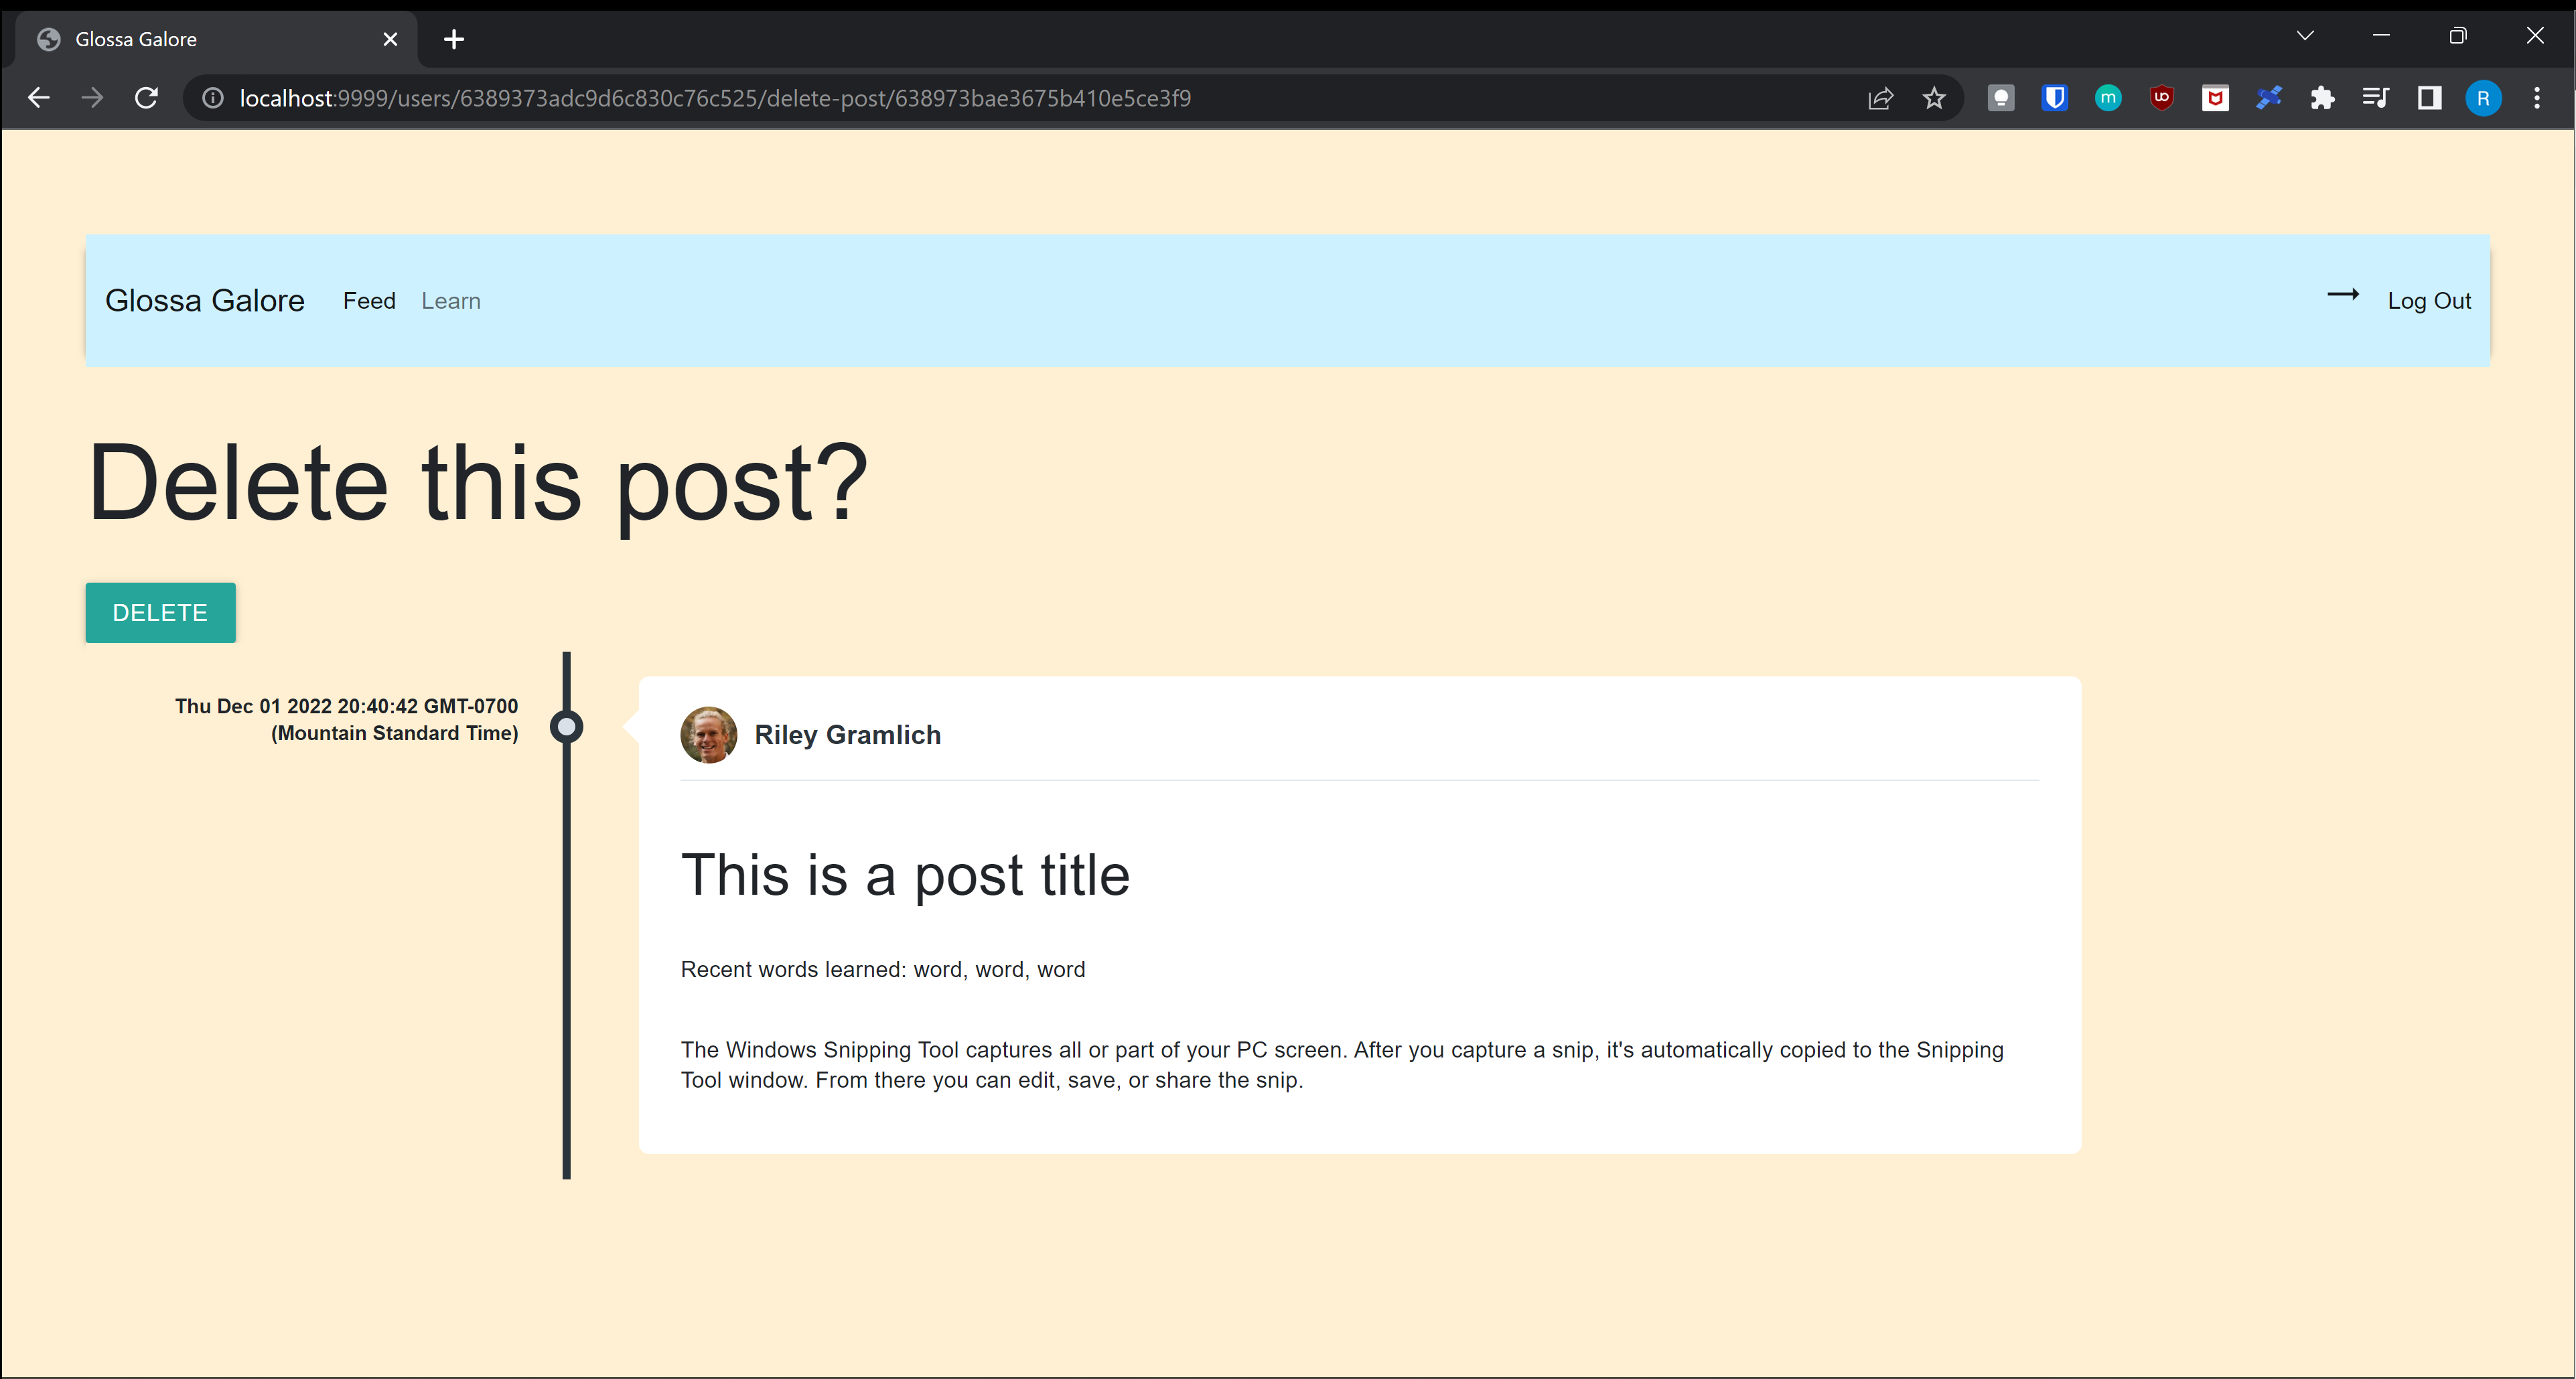 Glossa Galore
localhost:9999/users/6389373adc9d6c830c76c525/delete-post/638973bae3675b410e5ce3f9
m
R
Glossa Galore Feed Learn Log Out
Delete this post?
DELETE
Thu Dec 01 2022 20:40:42 GMT-0700
(Mountain Standard Time)
Riley Gramlich
This is a post title
Recent words learned: word, word, word
The Windows Snipping Tool captures all or part of your PC screen. After you capture a snip, it's automatically copied to the Snipping
Tool window. From there you can edit, save, or share the snip.